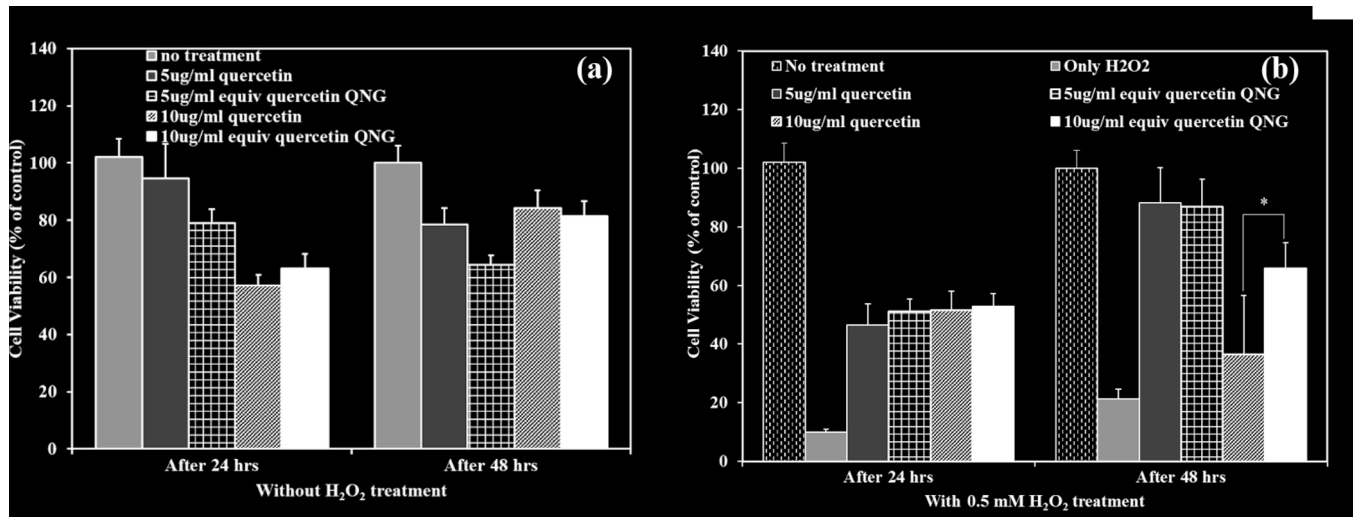 (a)
no treatment
5ug/ml quercetin
5ug/ml equiv quercetin QNG
10ug/ml quercetin
10ug/ml equiv quercetin QNG
Cell Viability (% of control)
140
120
100
80
60
40
20
0
After 24 hrs After 48 hrs
Without H₂O₂ treatment
(b)
No treatment Only H2O2
5ug/ml quercetin 5ug/ml equiv quercetin QNG
10ug/ml quercetin 10ug/ml equiv quercetin QNG
Cell Viability (% of control)
140
120
100
80
60
40
20
0
*
After 24 hrs After 48 hrs
With 0.5 mM H₂O₂ treatment